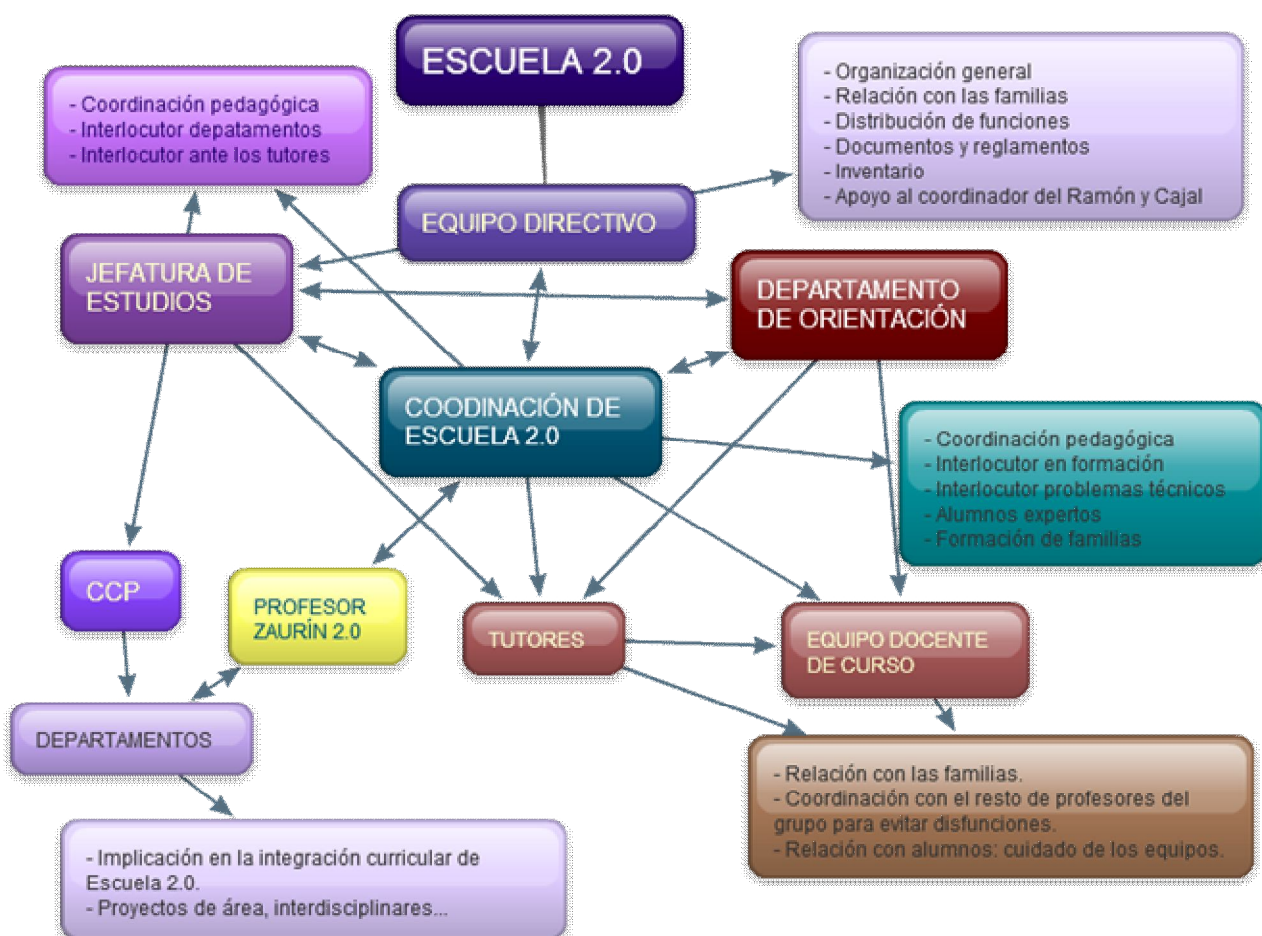 ESCUELA 2.0
- Organización general
- Relación con las familias
- Distribución de funciones
- Documentos y reglamentos
- Inventario
- Apoyo al coordinador del Ramón y Cajal
- Coordinación pedagógica
- Interlocutor depatamentos
- Interlocutor ante los tutores
EQUIPO DIRECTIVO
JEFATURA DE
ESTUDIOS
DEPARTAMENTO
DE ORIENTACIÓN
COODINACIÓN DE
ESCUELA 2.0
- Coordinación pedagógica
- Interlocutor en formación
- Interlocutor problemas técnicos
- Alumnos expertos
- Formación de familias
CCP
PROFESOR
ZAURÍN 2.0
TUTORES
EQUIPO DOCENTE
DE CURSO
DEPARTAMENTOS
- Relación con las familias.
- Coordinación con el resto de profesores del
grupo para evitar disfunciones.
- Relación con alumnos: cuidado de los equipos.
- Implicación en la integración curricular de
Escuela 2.0.
- Proyectos de área, interdisciplinares...